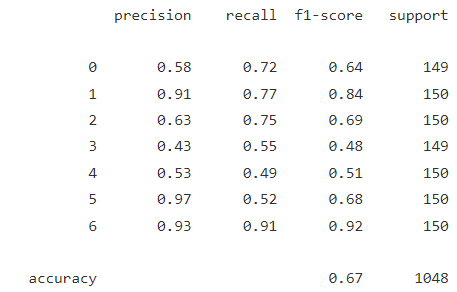 precision recall f1-score support
0 0.58 0.72 0.64 149
1 0.91 0.77 0.84 150
2 0.63 0.75 0.69 150
3 0.43 0.55 0.48 149
4 0.53 0.49 0.51 150
5 0.97 0.52 0.68 150
6 0.93 0.91 0.92 150
accuracy 0.67 1048